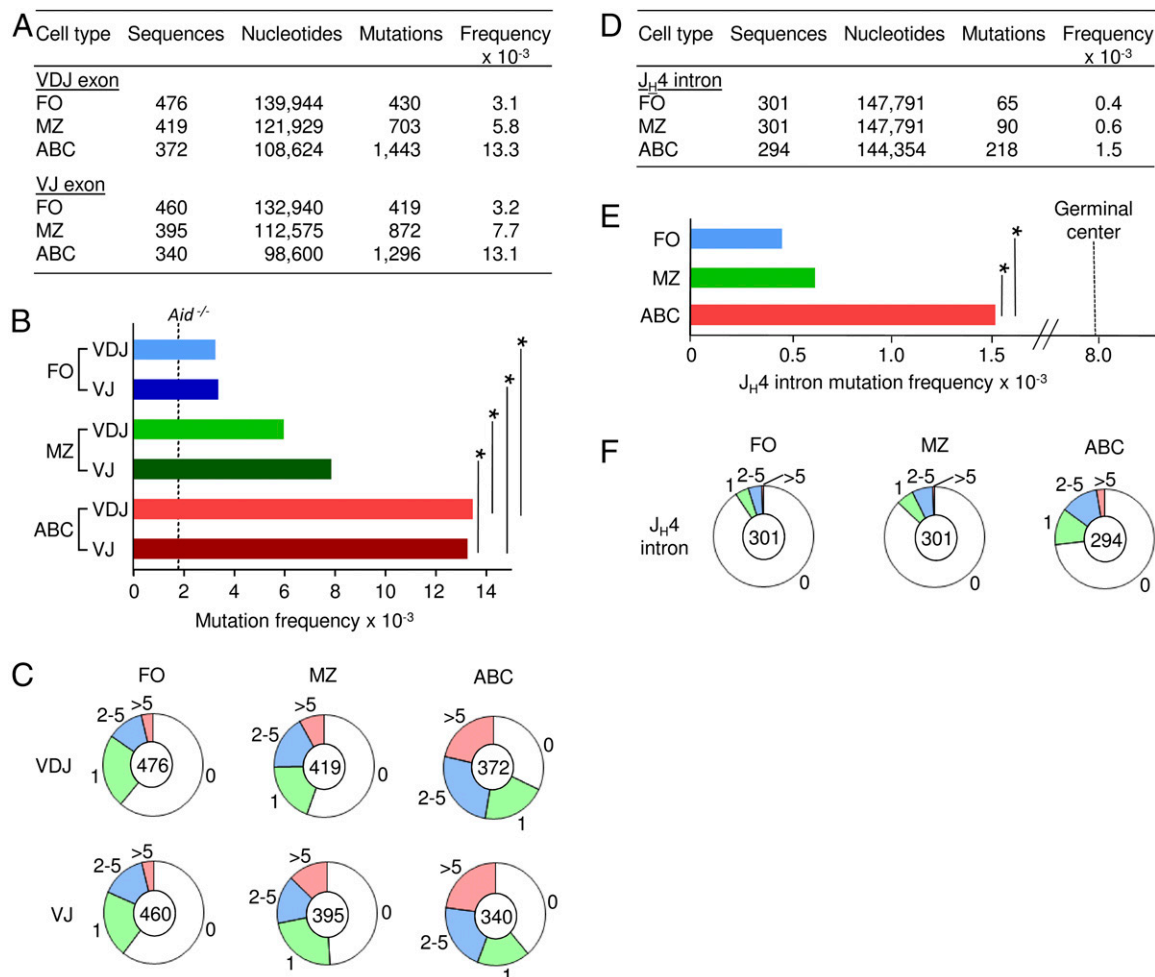 A
Cell type Sequences Nucleotides Mutations Frequency
x 10-3
VDJ exon
FO 476 139,944 430 3.1
MZ 419 121,929 703 5.8
ABC 372 108,624 1,443 13.3
VJ exon
FO 460 132,940 419 3.2
MZ 395 112,575 872 7.7
ABC 340 98,600 1,296 13.1
B
Aid -/-
FO
VDJ
VJ
MZ
VDJ
VJ
ABC
VDJ
VJ
* * * *
0 2 4 6 8 10 12 14
Mutation frequency x 10-3
C
FO MZ ABC
VDJ
476
0
1
2-5
>5
419
0
1
2-5
>5
372
0
1
2-5
>5
VJ
460
0
1
2-5
>5
395
0
1
2-5
>5
340
0
1
2-5
>5
D
Cell type Sequences Nucleotides Mutations Frequency
x 10-3
JH4 intron
FO 301 147,791 65 0.4
MZ 301 147,791 90 0.6
ABC 294 144,354 218 1.5
E
Germinal
center
FO
MZ
ABC
* *
0 0.5 1.0 1.5 8.0
JH4 intron mutation frequency x 10-3
F
FO MZ ABC
JH4
intron
301
0
1
2-5
>5
301
0
1
2-5
>5
294
0
1
2-5
>5